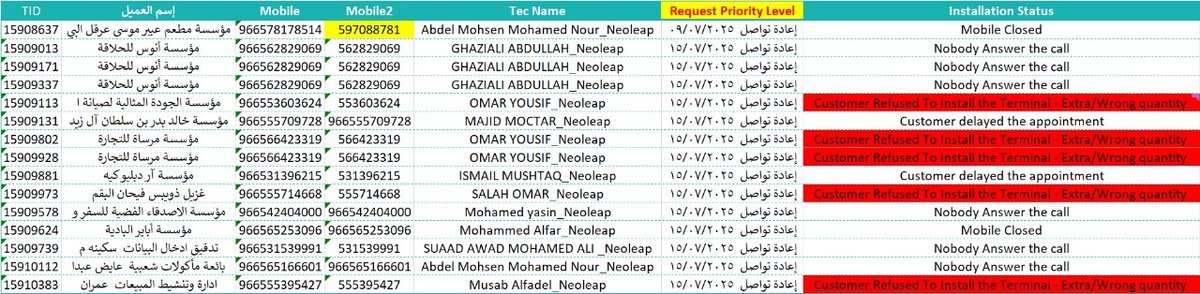 TID إسم العميل Mobile Mobile2 Tec Name Request Priority Level Installation Status
15908637 مؤسسة مطعم عبير موسى عرقل البي 966578178514 597088781 Abdel Mohsen Mohamed Nour_Neoleap إعادة تواصل ٠٩/٠٧/٢٠٢٥ Mobile Closed
15909013 مؤسسة أنوس للحلاقة 966562829069 562829069 GHAZIALI ABDULLAH_Neoleap إعادة تواصل ١٥/٠٧/٢٠٢٥ Nobody Answer the call
15909171 مؤسسة أنوس للحلاقة 966562829069 562829069 GHAZIALI ABDULLAH_Neoleap إعادة تواصل ١٥/٠٧/٢٠٢٥ Nobody Answer the call
15909337 مؤسسة أنوس للحلاقة 966562829069 562829069 GHAZIALI ABDULLAH_Neoleap إعادة تواصل ١٥/٠٧/٢٠٢٥ Nobody Answer the call
15909113 مؤسسة الجودة المثالية لصيانة ا 966553603624 553603624 OMAR YOUSIF_Neoleap إعادة تواصل ١٥/٠٧/٢٠٢٥ Customer Refused To Install the Terminal - Extra/Wrong quantity
15909131 مؤسسة خالد بدر بن سلطان آل زيد 966555709728 966555709728 MAJID MOCTAR_Neoleap إعادة تواصل ١٥/٠٧/٢٠٢٥ Customer delayed the appointment
15909802 مؤسسة مرساة للتجارة 966566423319 566423319 OMAR YOUSIF_Neoleap إعادة تواصل ١٥/٠٧/٢٠٢٥ Customer Refused To Install the Terminal - Extra/Wrong quantity
15909928 مؤسسة مرساة للتجارة 966566423319 566423319 OMAR YOUSIF_Neoleap إعادة تواصل ١٥/٠٧/٢٠٢٥ Customer Refused To Install the Terminal - Extra/Wrong quantity
15909881 مؤسسة آر دبليو كيه 966531396215 531396215 ISMAIL MUSHTAQ_Neoleap إعادة تواصل ١٥/٠٧/٢٠٢٥ Customer delayed the appointment
15909973 غزيل ذويبس فيحان البقم 966555714668 555714668 SALAH OMAR_Neoleap إعادة تواصل ١٥/٠٧/٢٠٢٥ Customer Refused To Install the Terminal - Extra/Wrong quantity
15909578 مؤسسة الاصدقاء الفضية للسفر و 966542404000 966542404000 Mohamed yasin_Neoleap إعادة تواصل ١٥/٠٧/٢٠٢٥ Nobody Answer the call
15909624 مؤسسة أباير البادية 966565253096 966565253096 Mohammed Alfar_Neoleap إعادة تواصل ١٥/٠٧/٢٠٢٥ Mobile Closed
15909739 تدقيق ادخال البيانات سكينه م 966531539991 531539991 SUAAD AWAD MOHAMED ALI _Neoleap إعادة تواصل ١٥/٠٧/٢٠٢٥ Nobody Answer the call
15910112 بائعة مأكولات شعبية عايض عبدا 966565166601 966565166601 Abdel Mohsen Mohamed Nour_Neoleap إعادة تواصل ١٥/٠٧/٢٠٢٥ Nobody Answer the call
15910383 ادارة وتنشيط المبيعات عمران 966555395427 555395427 Musab Alfadel_Neoleap إعادة تواصل ١٥/٠٧/٢٠٢٥ Customer Refused To Install the Terminal - Extra/Wrong quantity